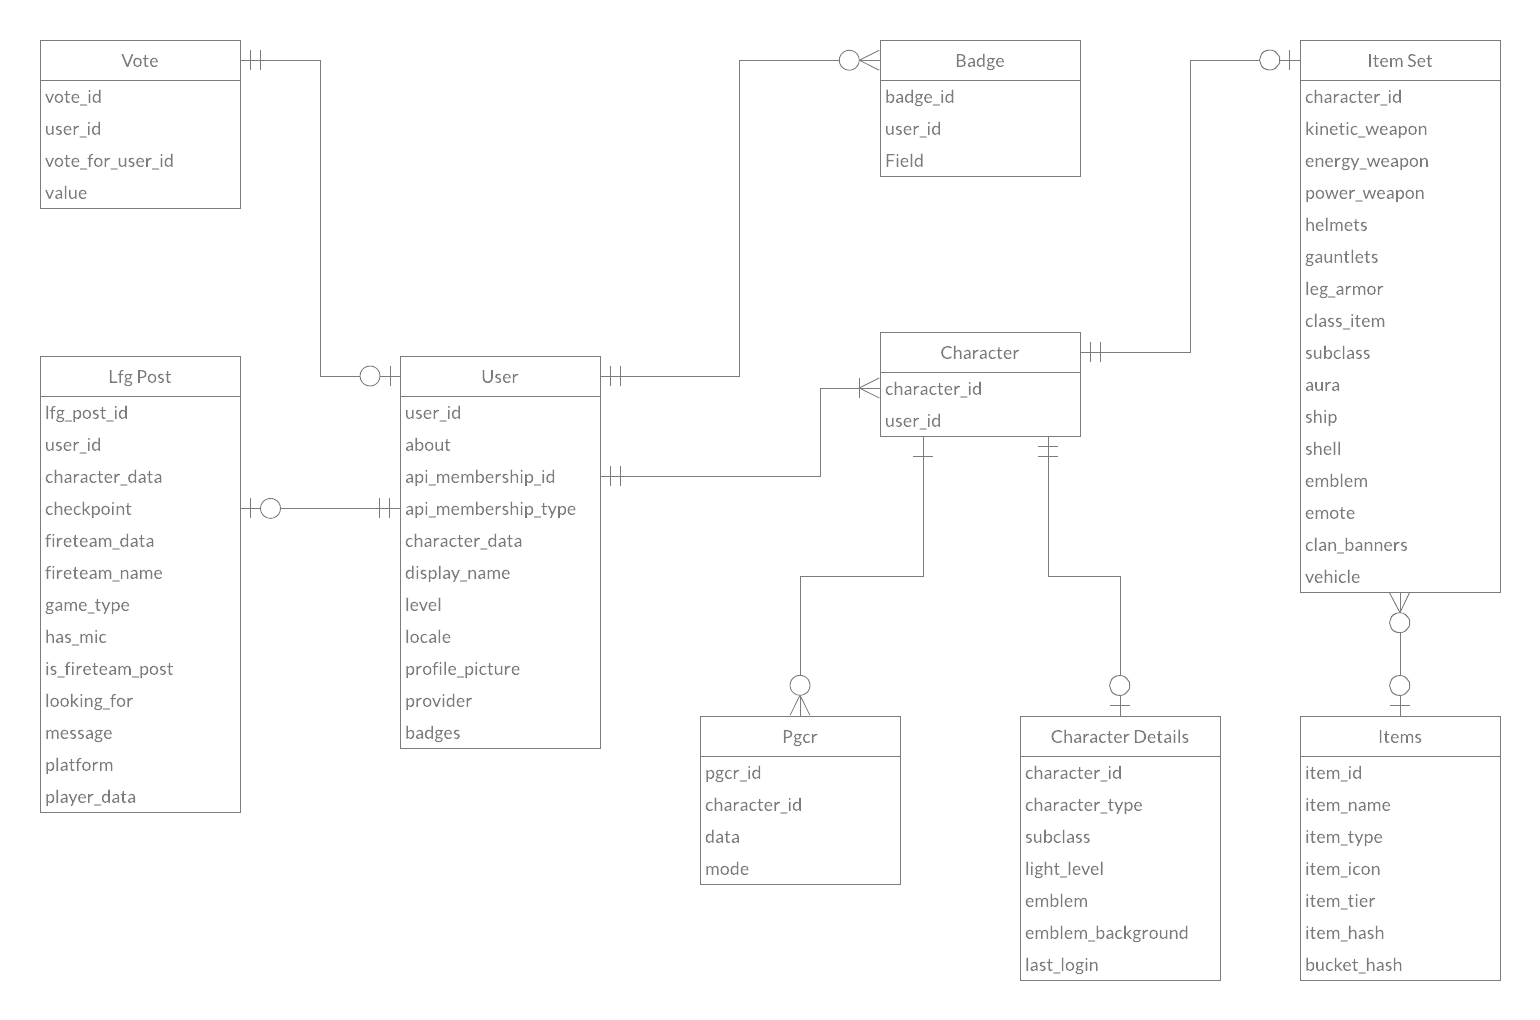 Vote
vote_id
user_id
vote_for_user_id
value
Badge
badge_id
user_id
Field
Item Set
character_id
kinetic_weapon
energy_weapon
power_weapon
helmets
gauntlets
leg_armor
class_item
subclass
aura
ship
shell
emblem
emote
clan_banners
vehicle
Lfg Post
lfg_post_id
user_id
character_data
checkpoint
fireteam_data
fireteam_name
game_type
has_mic
is_fireteam_post
looking_for
message
platform
player_data
User
user_id
about
api_membership_id
api_membership_type
character_data
display_name
level
locale
profile_picture
provider
badges
Character
character_id
user_id
Pgcr
pgcr_id
character_id
data
mode
Character Details
character_id
character_type
subclass
light_level
emblem
emblem_background
last_login
Items
item_id
item_name
item_type
item_icon
item_tier
item_hash
bucket_hash